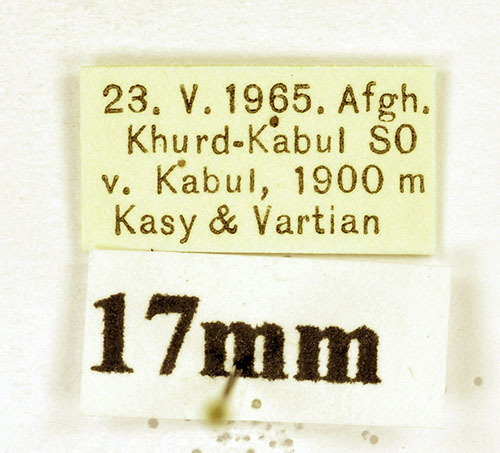 23. V. 1965. Afgh.
Khurd-Kabul SO
v. Kabul, 1900 m
Kasy & Vartian
17mm